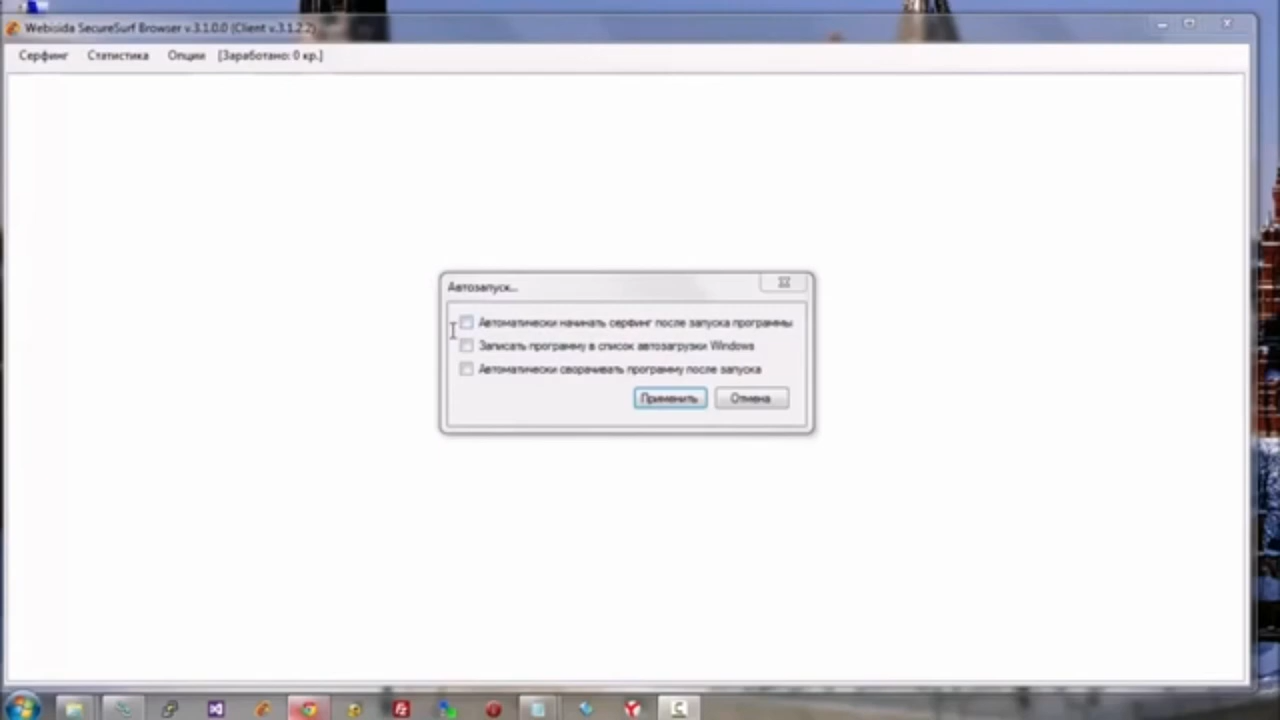 Webisida SecureSurf Browser v.3.1.0.0 (Client v.3.1.2.2)
Серфинг Статистика Опции [Заработано: 0 кр.]
Автозапуск...
Автоматически начинать серфинг после запуска программы
Записать программу в список автозагрузки Windows
Автоматически сворачивать программу после запуска
Применить Отмена